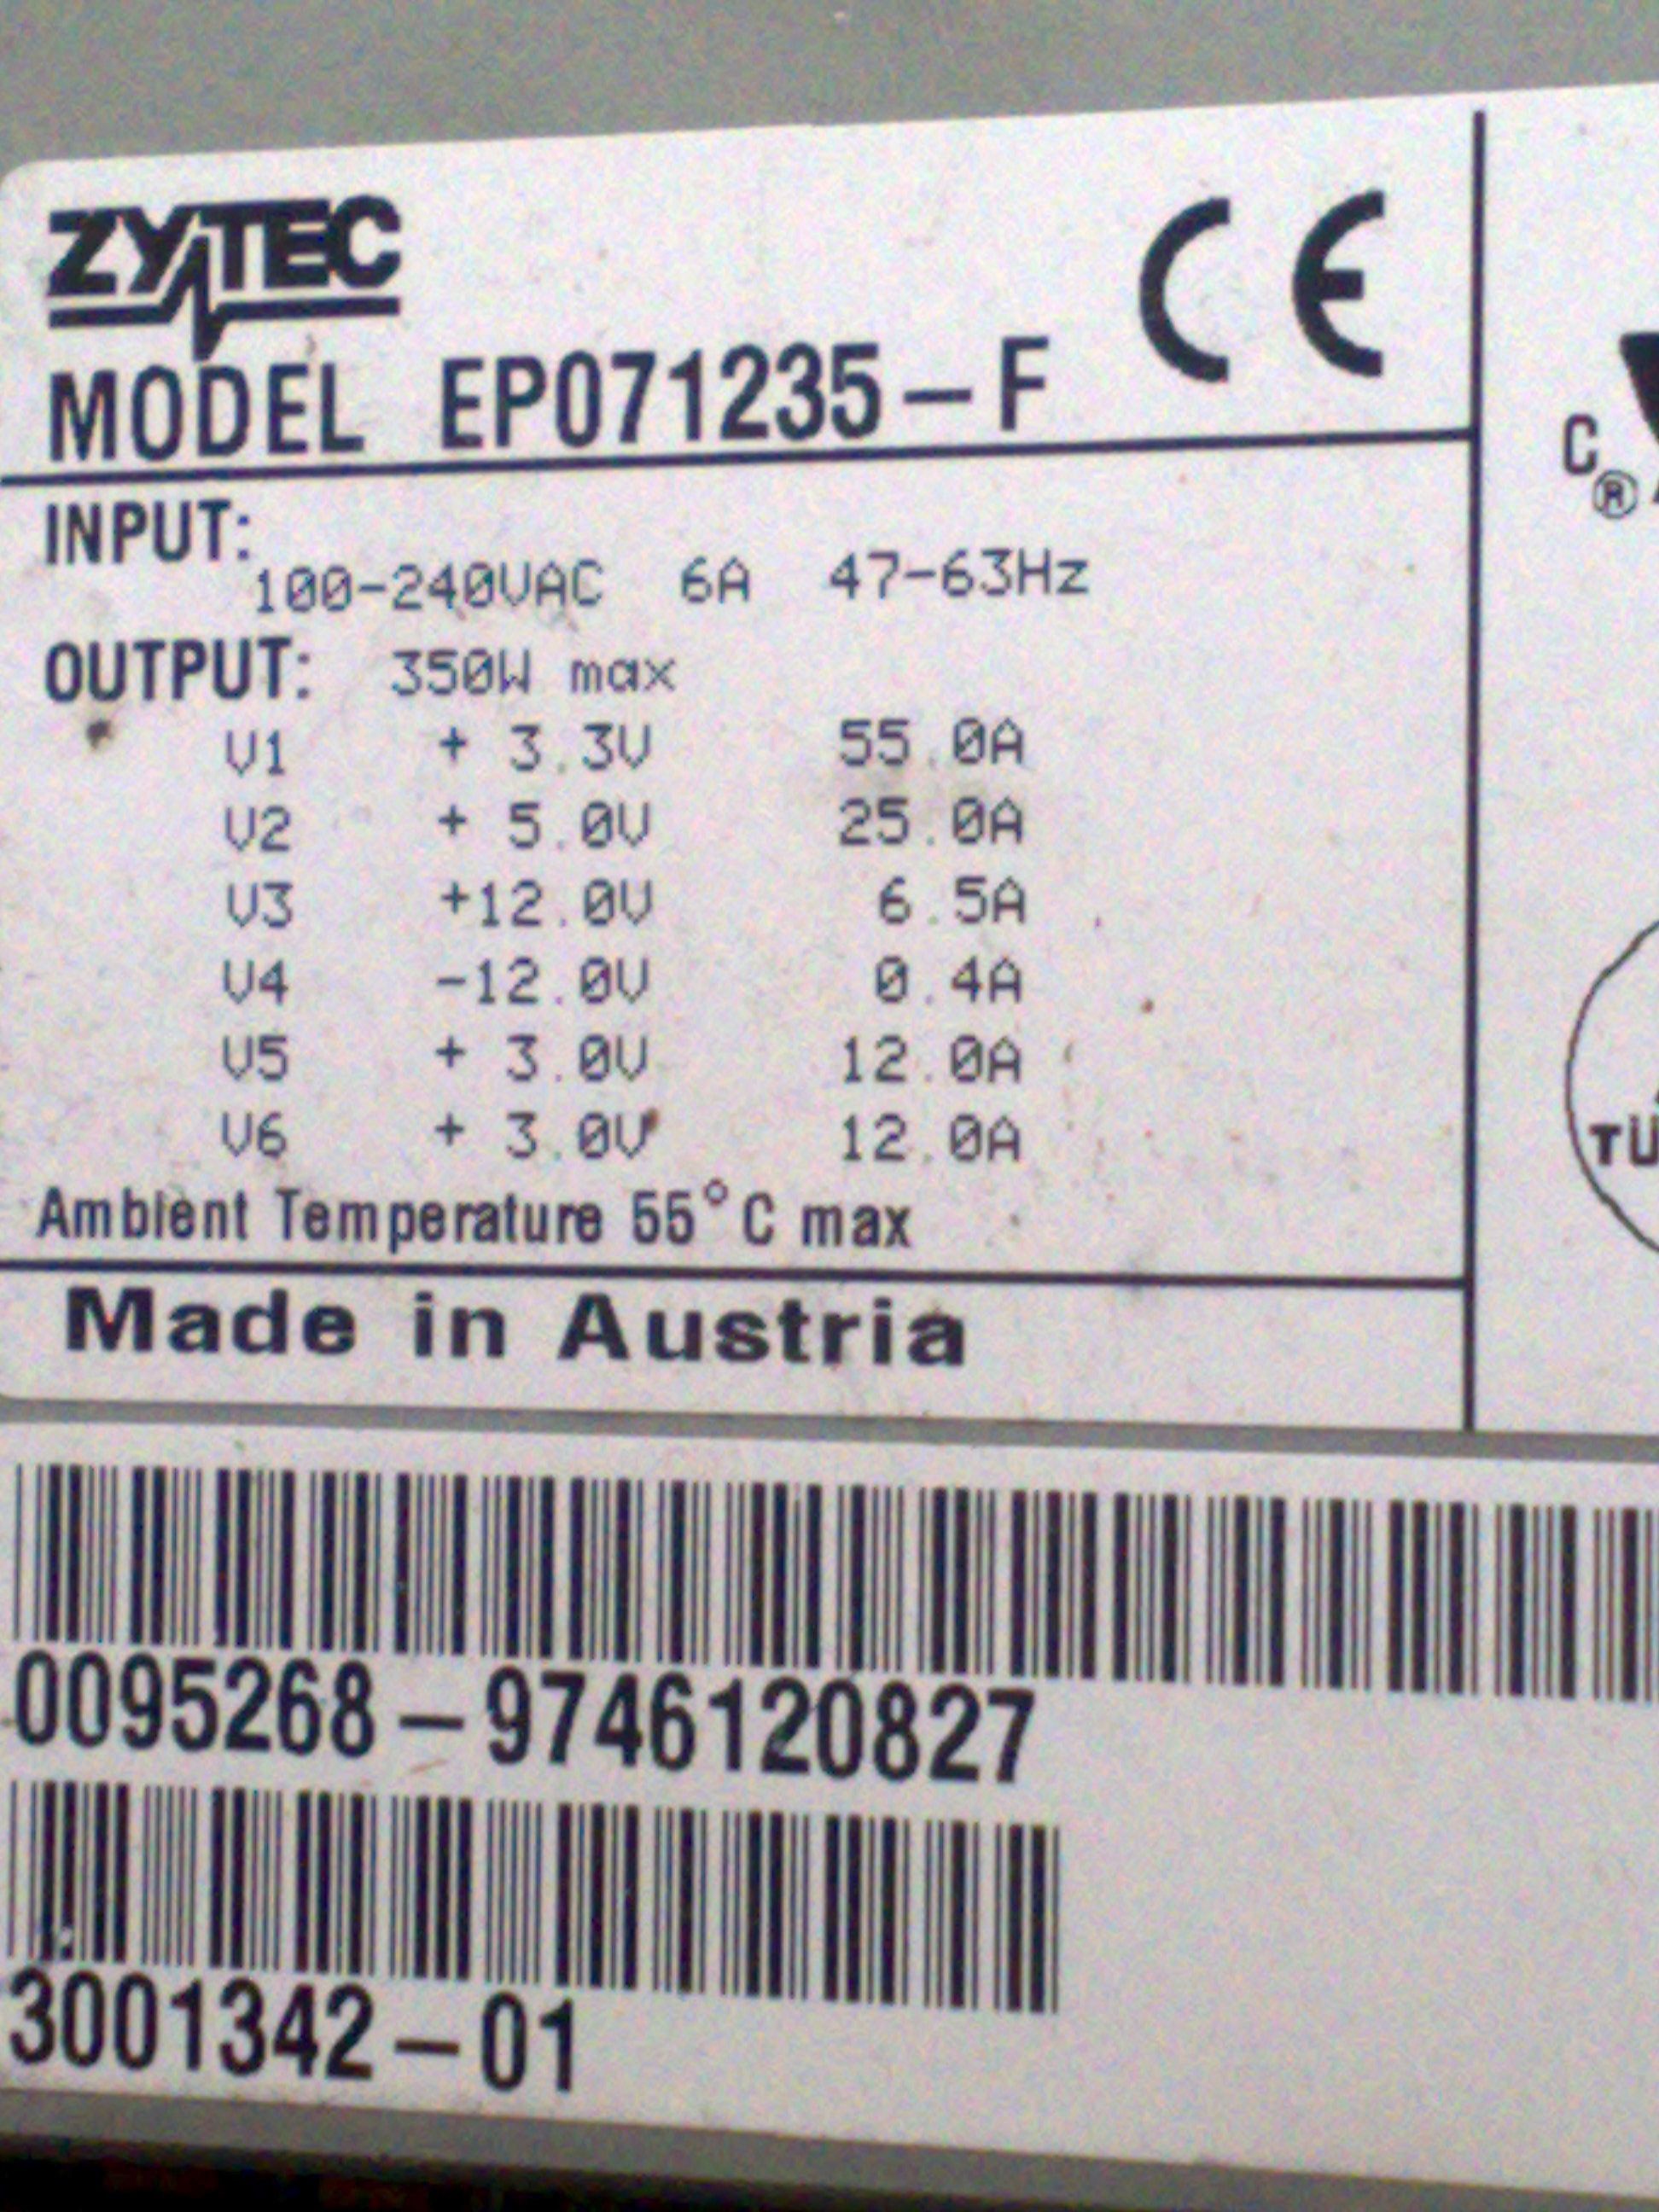 ZYTEC
CE
MODEL EP071235-F
C
®
INPUT:
100-240VAC 6A 47-63Hz
OUTPUT: 350W max
V1 + 3.3V 55.0A
V2 + 5.0V 25.0A
V3 +12.0V 6.5A
V4 -12.0V 0.4A
V5 + 3.0V 12.0A
V6 + 3.0V 12.0A
TÜ
Ambient Temperature 55°C max
Made in Austria
0095268-9746120827
3001342-01